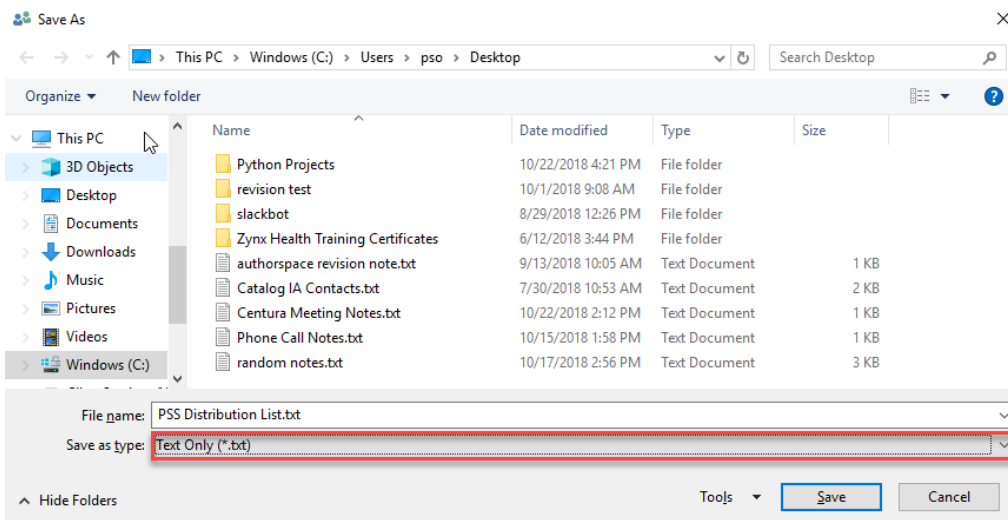 Save As
This PC > Windows (C:) > Users > pso > Desktop
Search Desktop
Organize
New folder
This PC
3D Objects
Desktop
Documents
Downloads
Music
Pictures
Videos
Windows (C:)
Name Date modified Type Size
Python Projects 10/22/2018 4:21 PM File folder
revision test 10/1/2018 9:08 AM File folder
slackbot 8/29/2018 12:26 PM File folder
Zynx Health Training Certificates 6/12/2018 3:44 PM File folder
authorspace revision note.txt 9/13/2018 10:05 AM Text Document 1 KB
Catalog IA Contacts.txt 7/30/2018 10:53 AM Text Document 2 KB
Centura Meeting Notes.txt 10/22/2018 2:12 PM Text Document 1 KB
Phone Call Notes.txt 10/15/2018 1:58 PM Text Document 1 KB
random notes.txt 10/17/2018 2:56 PM Text Document 3 KB
File name: PSS Distribution List.txt
Save as type: Text Only (*.txt)
Hide Folders
Tools
Save
Cancel